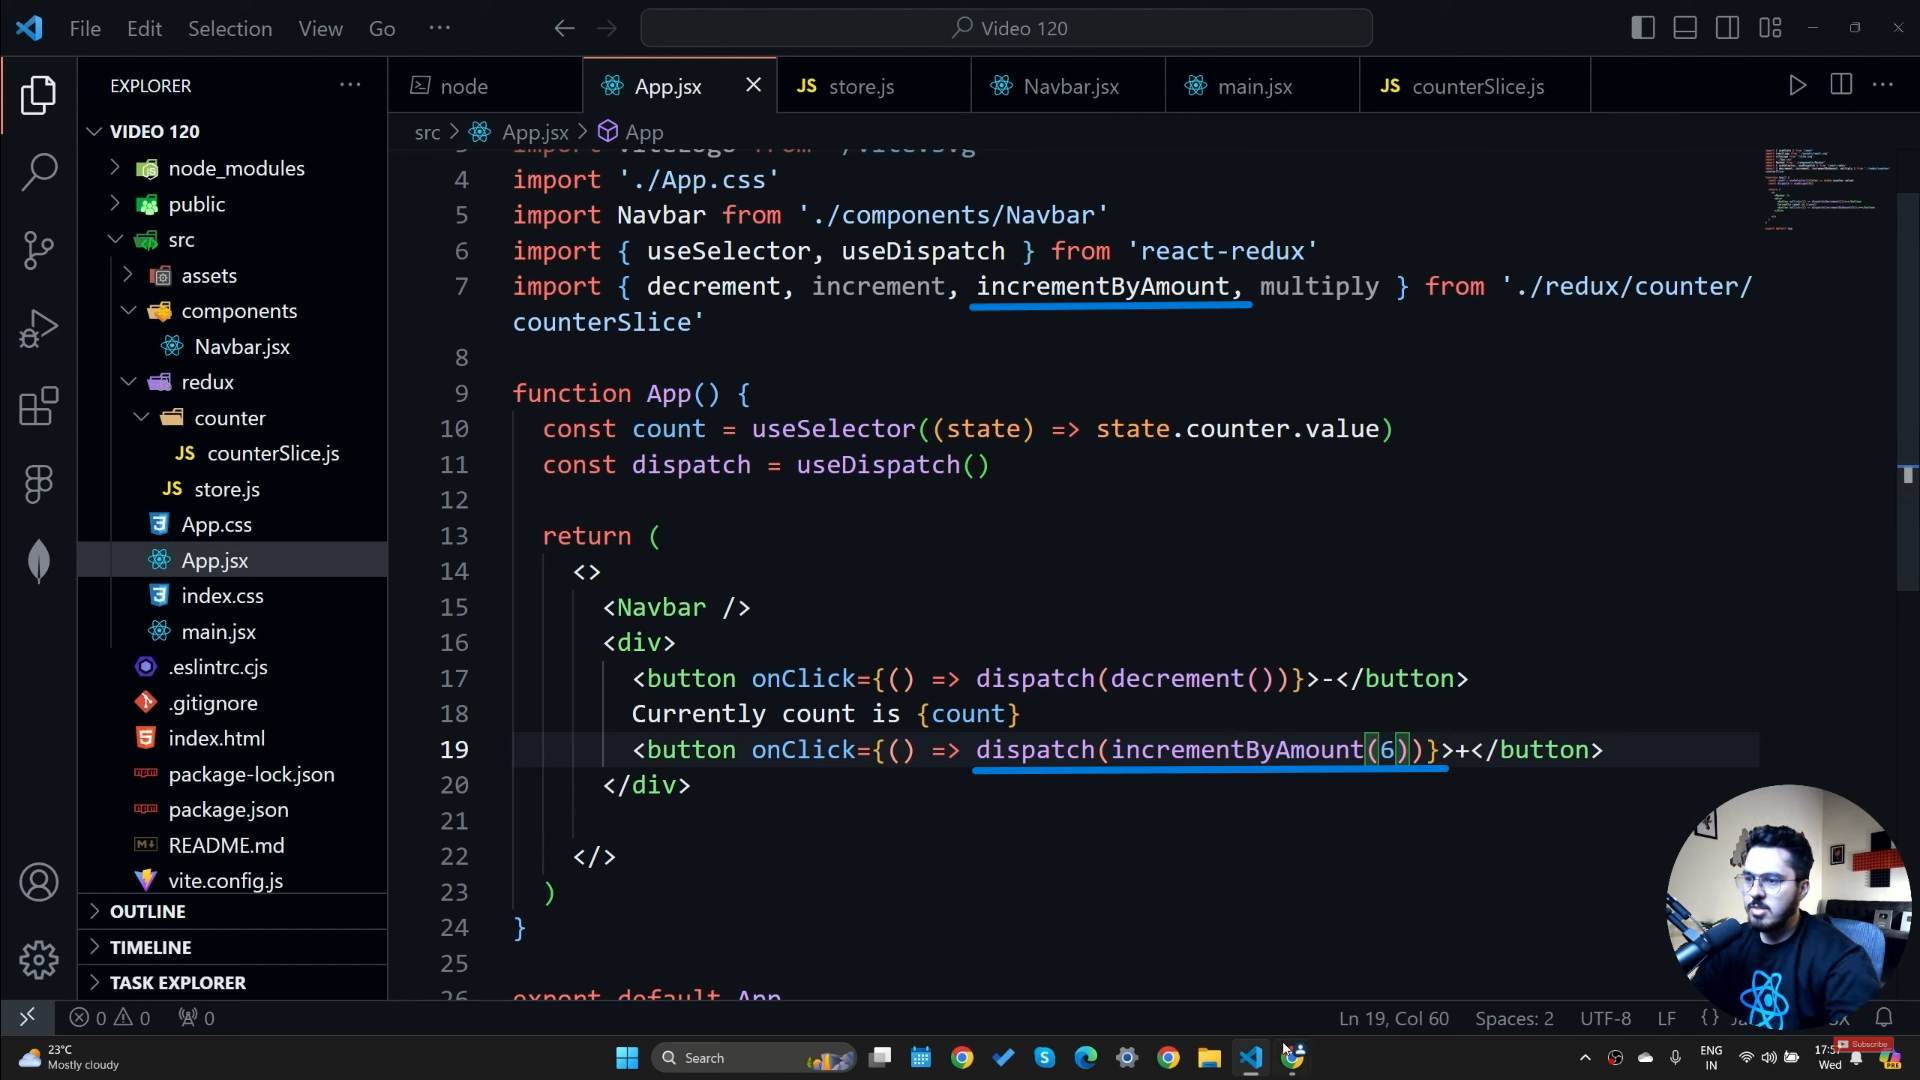 File Edit Selection View Go ··· Video 120
EXPLORER ···
VIDEO 120
node_modules
public
src
assets
components
Navbar.jsx
redux
counter
JS counterSlice.js
JS store.js
App.css
App.jsx
index.css
main.jsx
.eslintrc.cjs
.gitignore
index.html
package-lock.json
package.json
README.md
vite.config.js
OUTLINE
TIMELINE
TASK EXPLORER
node App.jsx JS store.js Navbar.jsx main.jsx JS counterSlice.js
src > App.jsx > App
4 import './App.css'
5 import Navbar from './components/Navbar'
6 import { useSelector, useDispatch } from 'react-redux'
7 import { decrement, increment, incrementByAmount, multiply } from './redux/counter/
counterSlice'
8
9 function App() {
10 const count = useSelector((state) => state.counter.value)
11 const dispatch = useDispatch()
12
13 return (
14 <>
15 <Navbar />
16 <div>
17 <button onClick={() => dispatch(decrement())}>-</button>
18 Currently count is {count}
19 <button onClick={() => dispatch(incrementByAmount(6))}>+</button>
20 </div>
21
22 </>
23 )
24 }
25
26 export default App
0 0 0 Ln 19, Col 60 Spaces: 2 UTF-8 LF {}
23°C
Mostly cloudy
Search
ENG
IN
Wed
Subscribe